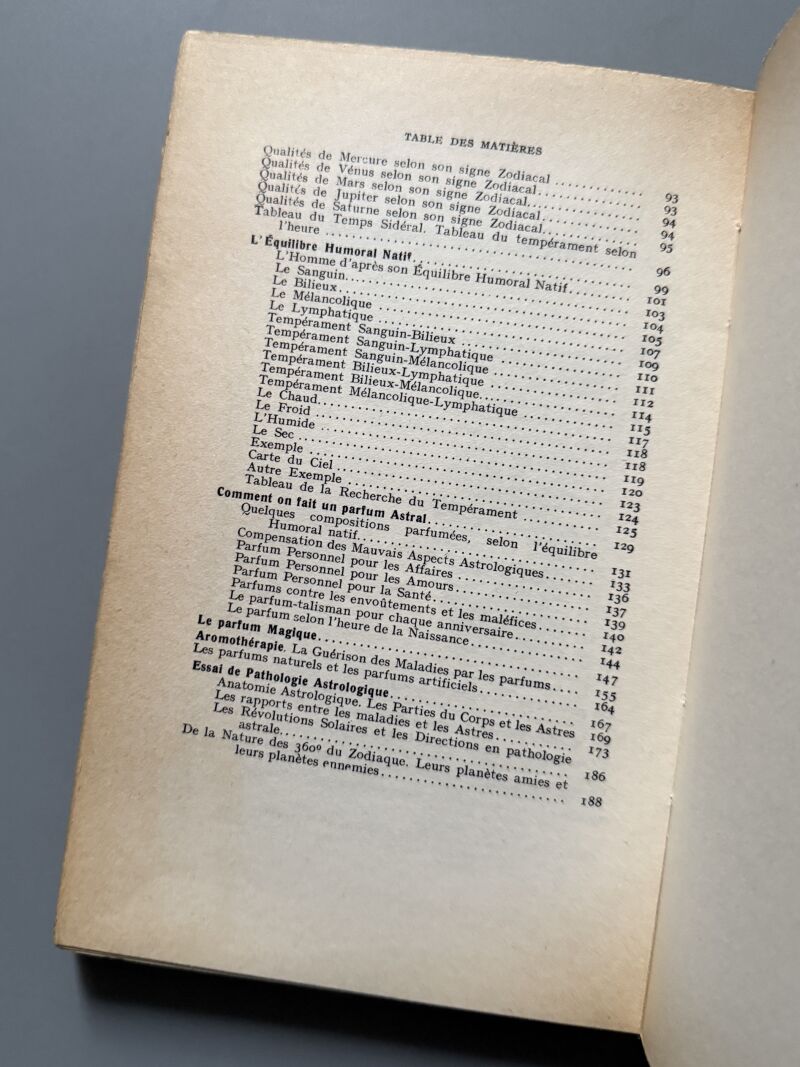 TABLE DES MATIÈRES
Qualités de Mercure selon son signe Zodiacal ............ 93
Qualités de Vénus selon son signe Zodiacal ............ 93
Qualités de Mars selon son signe Zodiacal ............ 94
Qualités de Jupiter selon son signe Zodiacal ............ 94
Qualités de Saturne selon son signe Zodiacal ............ 95
Tableau du Temps Sidéral. Tableau du tempérament selon
l'heure ............ 96
L'Équilibre Humoral Natif ............ 99
L'Homme d'après son Équilibre Humoral Natif ............ 101
Le Sanguin ............ 103
Le Bilieux ............ 104
Le Mélancolique ............ 105
Le Lymphatique ............ 107
Tempérament Sanguin-Bilieux ............ 109
Tempérament Sanguin-Lymphatique ............ 110
Tempérament Sanguin-Mélancolique ............ 111
Tempérament Bilieux-Lymphatique ............ 112
Tempérament Bilieux-Mélancolique ............ 114
Tempérament Mélancolique-Lymphatique ............ 115
Le Chaud ............ 117
Le Froid ............ 118
L'Humide ............ 118
Le Sec ............ 119
Exemple ............ 120
Carte du Ciel ............ 123
Autre Exemple ............ 124
Tableau de la Recherche du Tempérament ............ 125
Comment on fait un parfum Astral ............ 129
Quelques compositions parfumées, selon l'équilibre
Humoral natif ............ 131
Compensation des Mauvais Aspects Astrologiques ............ 133
Parfum Personnel pour les Affaires ............ 136
Parfum Personnel pour les Amours ............ 137
Parfum Personnel pour la Santé ............ 139
Parfums contre les envoûtements et les maléfices ............ 140
Le parfum-talisman pour chaque anniversaire ............ 142
Le parfum selon l'heure de la Naissance ............ 144
Le parfum Magique ............ 147
Aromothérapie. La Guérison des Maladies par les parfums .... 155
Les parfums naturels et les parfums artificiels ............ 164
Essai de Pathologie Astrologique ............ 167
Anatomie Astrologique. Les Parties du Corps et les Astres 169
Les rapports entre les maladies et les Astres ............ 173
Les Révolutions Solaires et les Directions en pathologie
astrale ............ 186
De la Nature des 360° du Zodiaque. Leurs planètes amies et
leurs planètes ennemies ............ 188